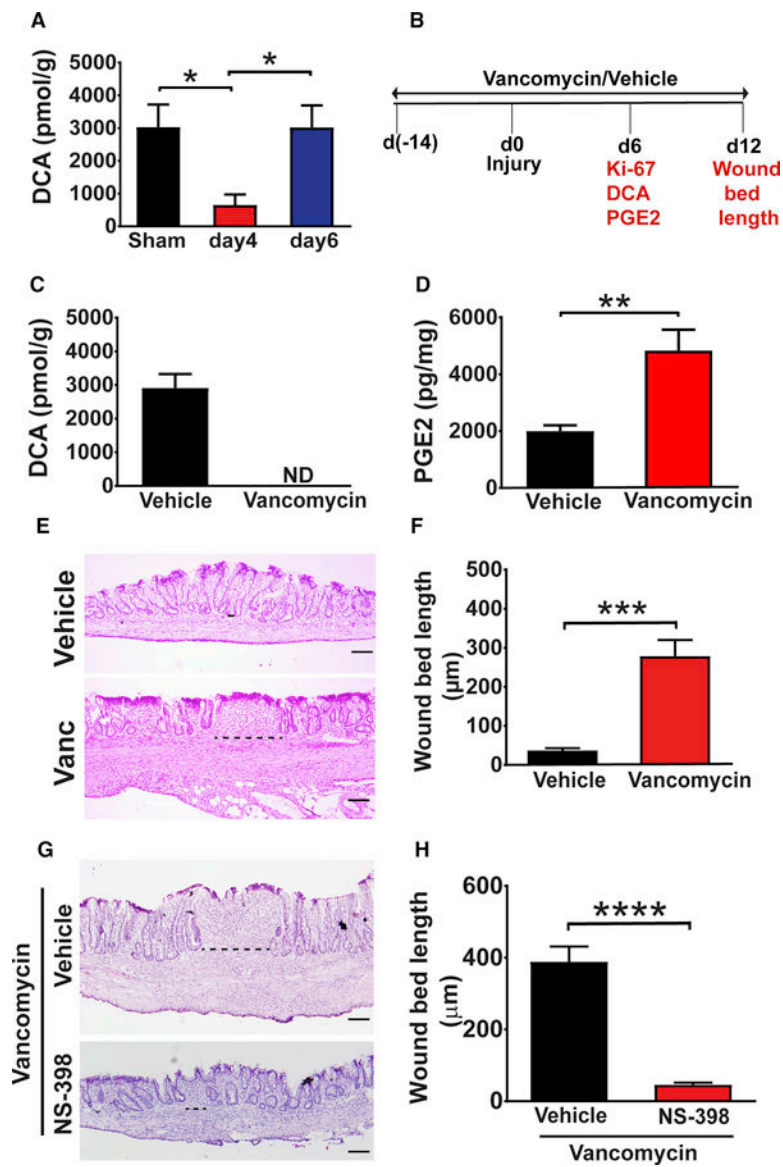 A
DCA (pmol/g)
5000
4000
3000
2000
1000
0
*
*
Sham day4 day6
B
Vancomycin/Vehicle
d(-14) d0 d6 d12
Injury Ki-67 Wound
DCA bed
PGE2 length
C
DCA (pmol/g)
5000
4000
3000
2000
1000
0
ND
Vehicle Vancomycin
D
PGE2 (pg/mg)
6000
4000
2000
0
**
Vehicle Vancomycin
E
Vehicle
Vanc
F
Wound bed length
(μm)
500
400
300
200
100
0
***
Vehicle Vancomycin
G
Vancomycin
Vehicle
NS-398
H
Wound bed length
(μm)
600
400
200
0
****
Vehicle NS-398
Vancomycin